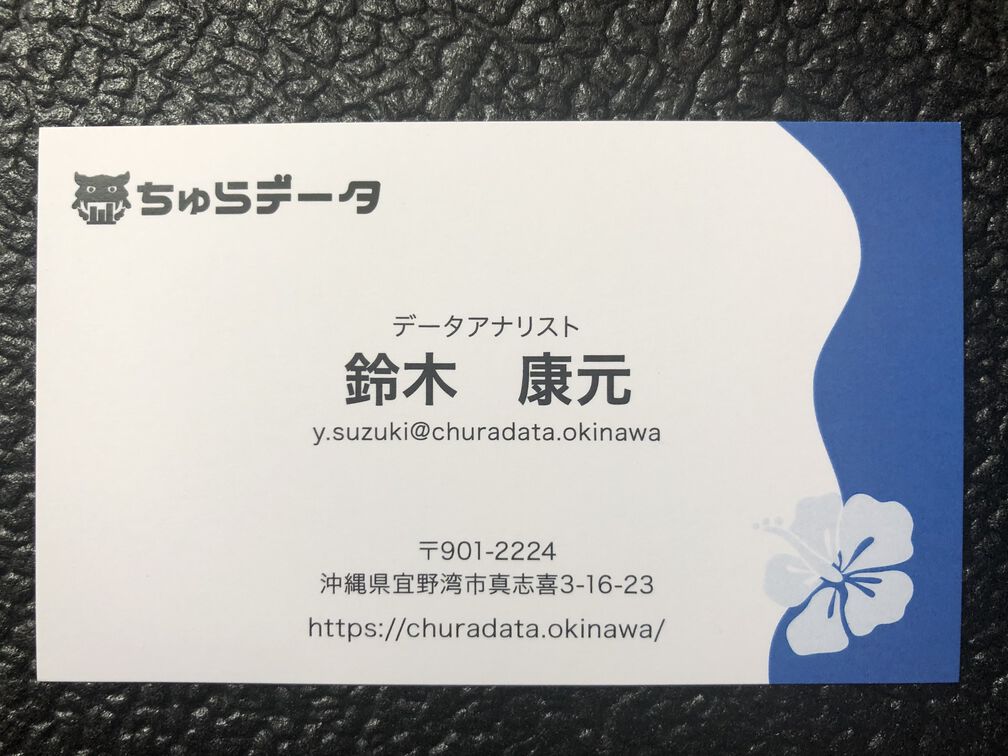 ちゅらデータ
データアナリスト
鈴木　康元
y.suzuki@churadata.okinawa
〒901-2224
沖縄県宜野湾市真志喜3-16-23
https://churadata.okinawa/